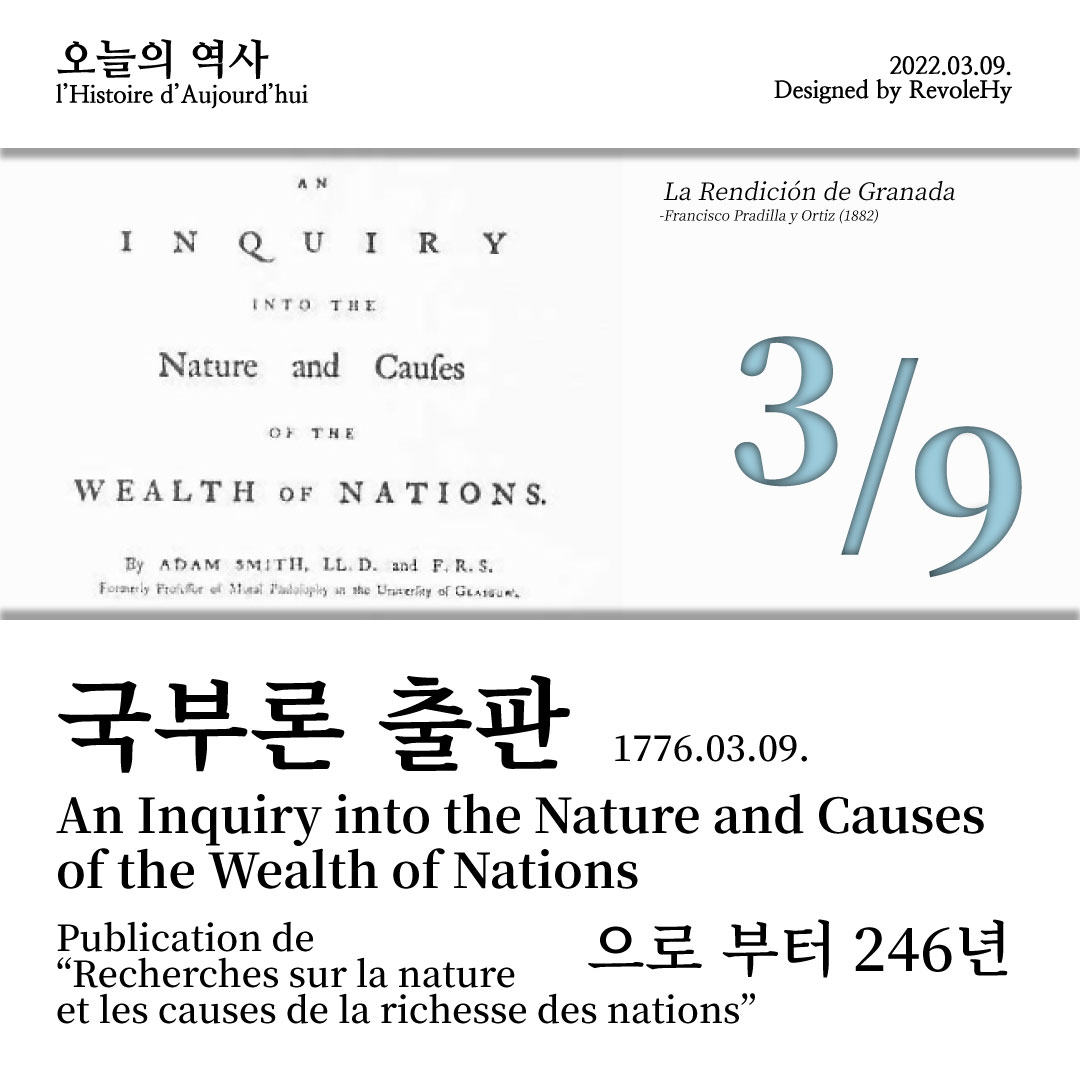 오늘의 역사
l’Histoire d’Aujourd’hui
2022.03.09.
Designed by RevoleHy
AN
INQUIRY
INTO THE
Nature and Cauſes
OF THE
WEALTH OF NATIONS.
By ADAM SMITH, LL. D. and F. R. S.
Formerly Profeſſor of Moral Philoſophy in the Univerſity of GLASGOW.
La Rendición de Granada
-Francisco Pradilla y Ortiz (1882)
3/9
국부론 출판 1776.03.09.
An Inquiry into the Nature and Causes
of the Wealth of Nations
Publication de
“Recherches sur la nature
et les causes de la richesse des nations”
으로 부터 246년